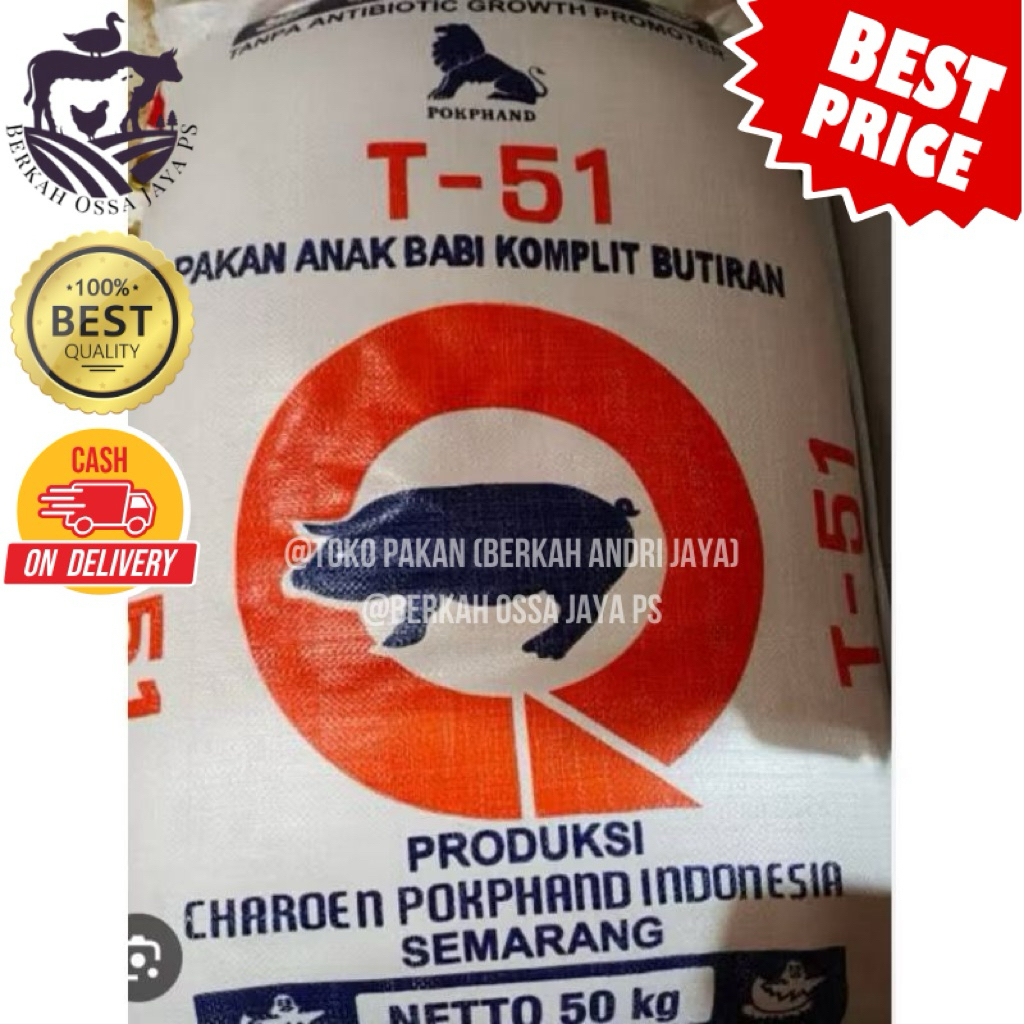 TANPA ANTIBIOTIC GROWTH PROMOTER
POKPHAND
T-51
PAKAN ANAK BABI KOMPLIT BUTIRAN
BERKAH OSSA JAYA PS
100%
BEST
QUALITY
CASH
ON DELIVERY
BEST
PRICE
@TOKO PAKAN (BERKAH ANDRI JAYA)
@BERKAH OSSA JAYA PS
T-51
51
PRODUKSI
CHAROEN POKPHAND INDONESIA
SEMARANG
NETTO 50 kg